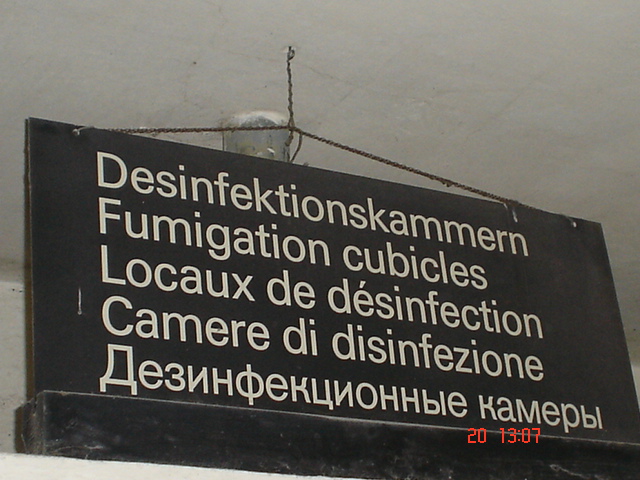 Desinfektionskammern
Fumigation cubicles
Locaux de désinfection
Camere di disinfezione
Дезинфекционные камеры
20 13:07